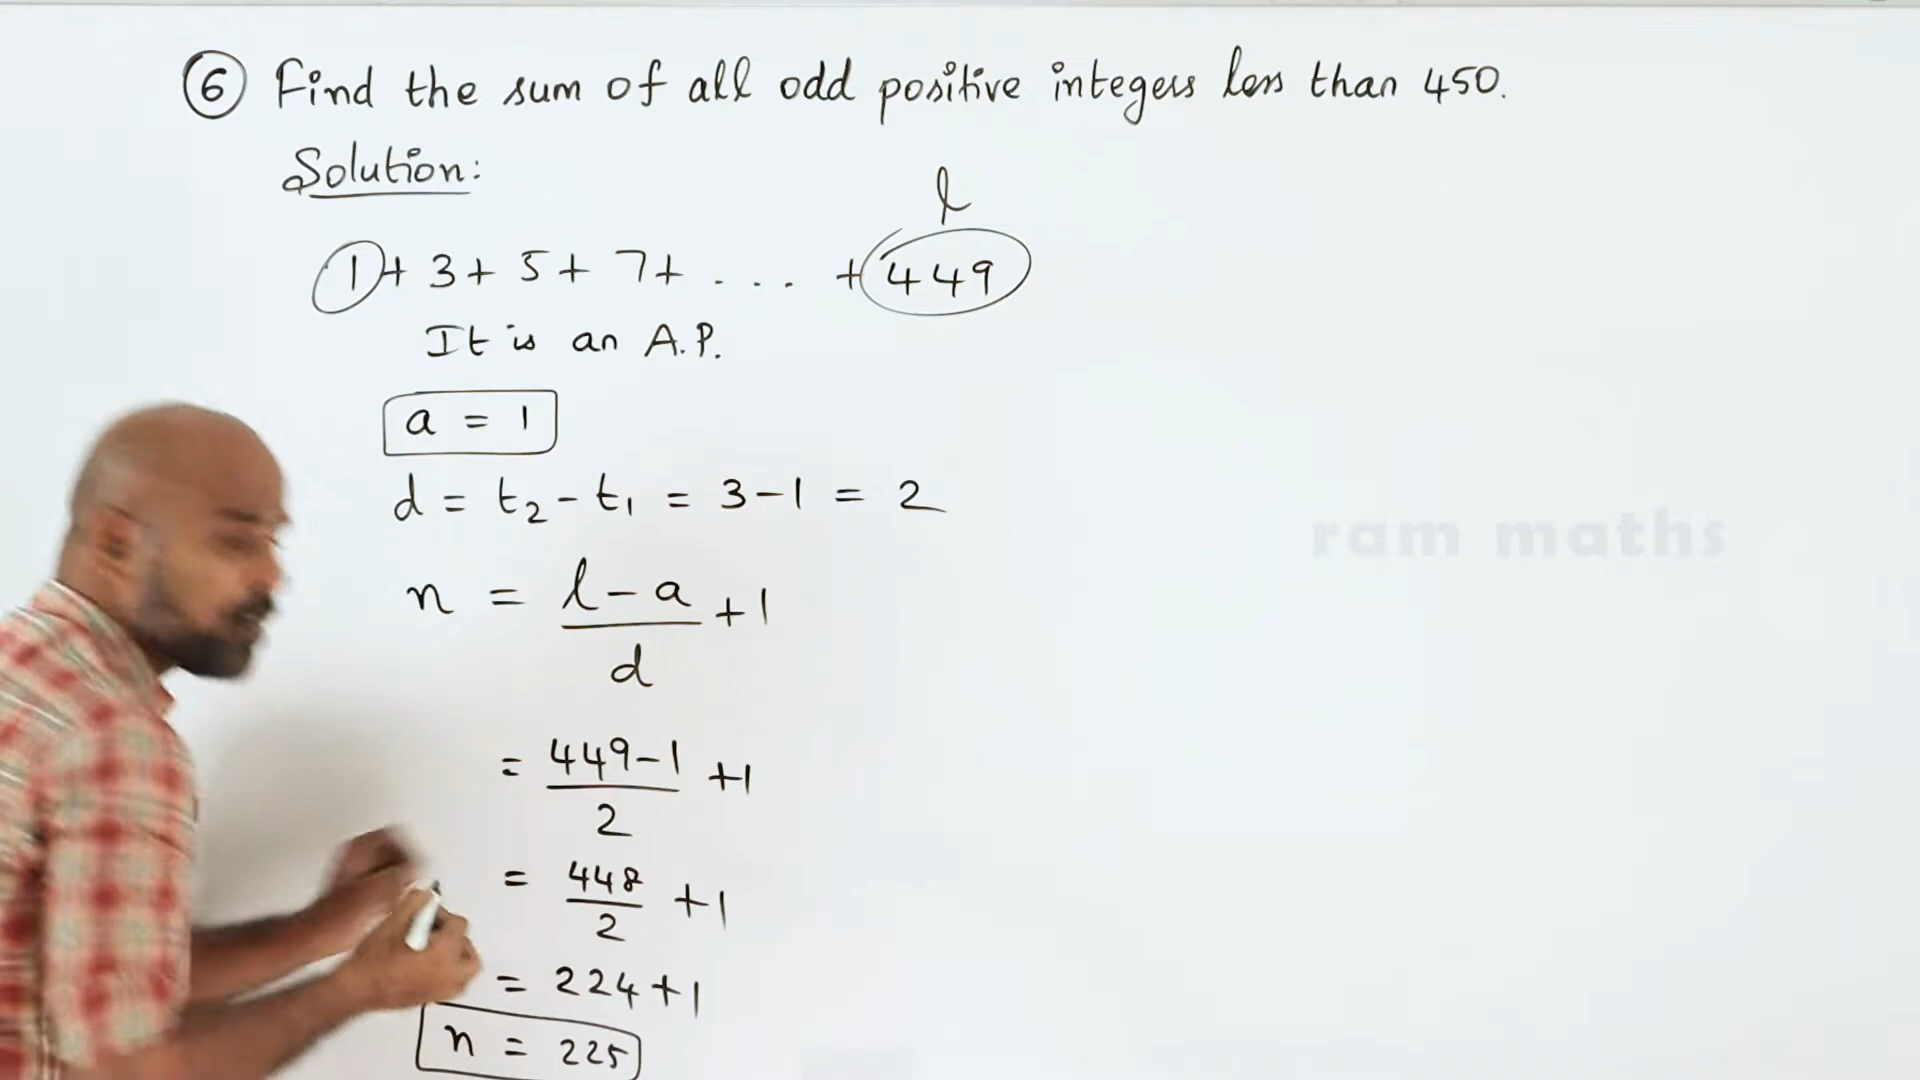 6 Find the sum of all odd positive integers less than 450.
Solution:
l
1 + 3 + 5 + 7 + . ... + 449
It is an A.P.
a = 1
d = t₂ - t₁ = 3 - 1 = 2
n = (l - a)/d + 1
= (449 - 1)/2 + 1
= 448/2 + 1
= 224 + 1
n = 225
ram maths